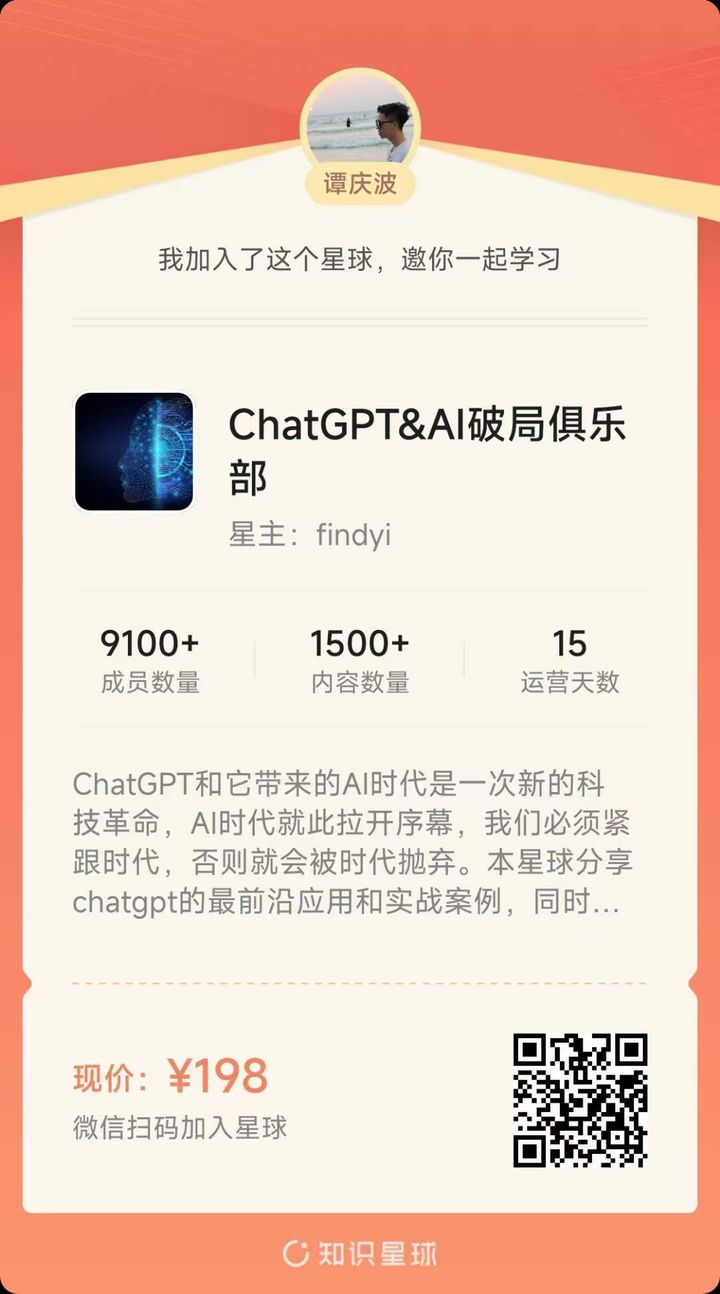 谭庆波
我加入了这个星球，邀你一起学习
ChatGPT&AI破局俱乐
部
星主：findyi
9100+
成员数量
1500+
内容数量
15
运营天数
ChatGPT和它带来的AI时代是一次新的科
技革命，AI时代就此拉开序幕，我们必须紧
跟时代，否则就会被时代抛弃。本星球分享
chatgpt的最前沿应用和实战案例，同时...
现价：¥198
微信扫码加入星球
知识星球